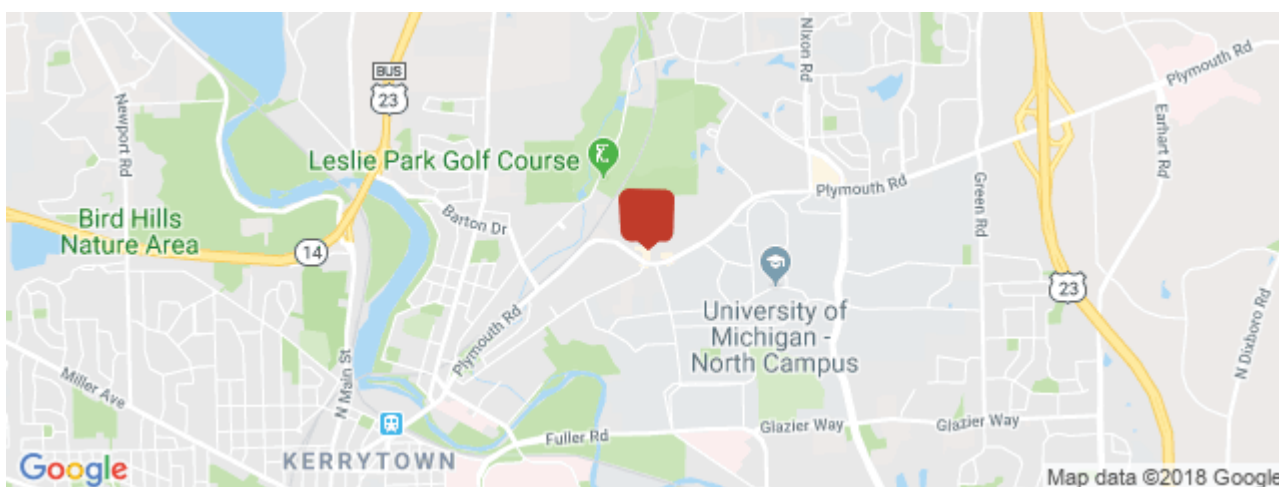 Nixon Rd
Plymouth Rd
BUS
23
Newport Rd
Earhart Rd
Leslie Park Golf Course
Plymouth Rd
Green Rd
Bird Hills
Nature Area
Barton Dr
14
23
University of
Michigan -
North Campus
Plymouth Rd
N Dixboro Rd
N Main St
Miller Ave
Glazier Way
Glazier Way
Fuller Rd
KERRYTOWN
Google
Map data ©2018 Google